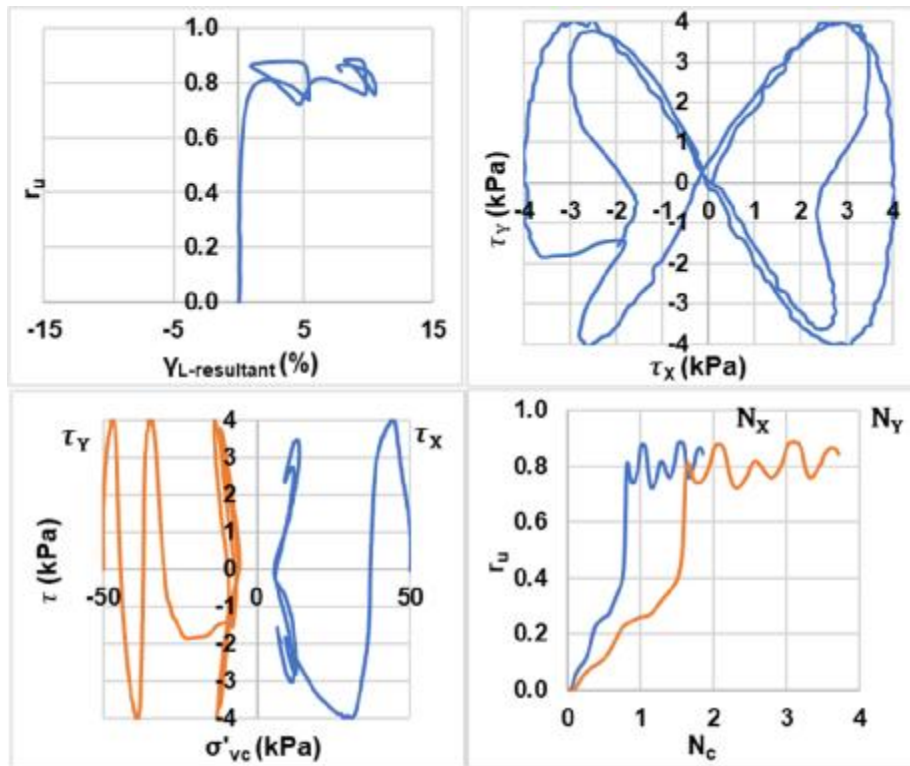 1.0
0.8
0.6
0.4
0.2
0.0
-15 -5 5 15
r_u
γ_L-resultant (%)
4
3
2
1
0
-4 -3 -2 -1 0 1 2 3 4
-1
-2
-3
-4
τ_Y (kPa)
τ_X (kPa)
τ_Y τ_X
4
3
2
1
0
-50 0 50
-1
-2
-3
-4
τ (kPa)
σ'_vc (kPa)
N_X N_Y
1.0
0.8
0.6
0.4
0.2
0.0
0 1 2 3 4
r_u
N_c